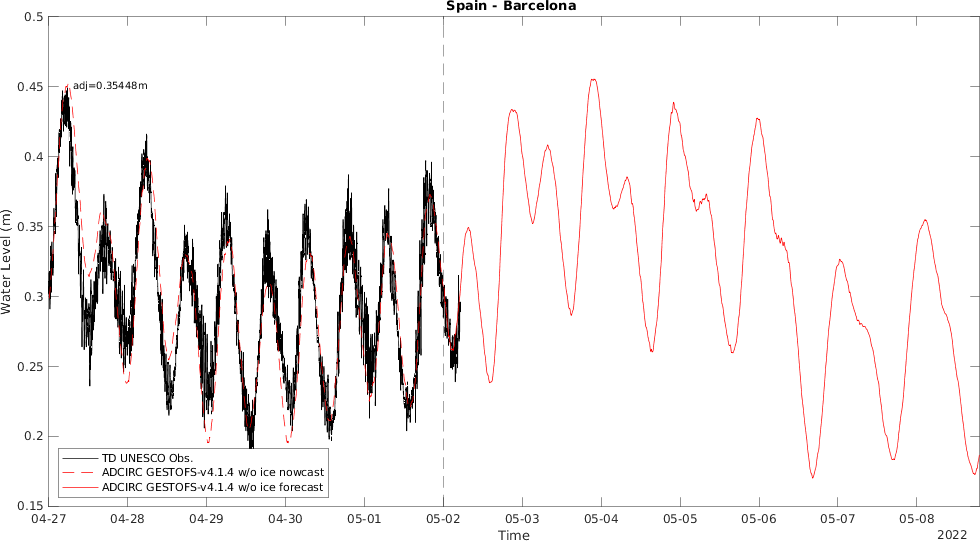 Spain - Barcelona
0.5
0.45
0.4
0.35
0.3
0.25
0.2
0.15
Water Level (m)
adj=0.35448m
TD UNESCO Obs.
ADCIRC GESTOFS-v4.1.4 w/o ice nowcast
ADCIRC GESTOFS-v4.1.4 w/o ice forecast
04-27 04-28 04-29 04-30 05-01 05-02 05-03 05-04 05-05 05-06 05-07 05-08
Time
2022